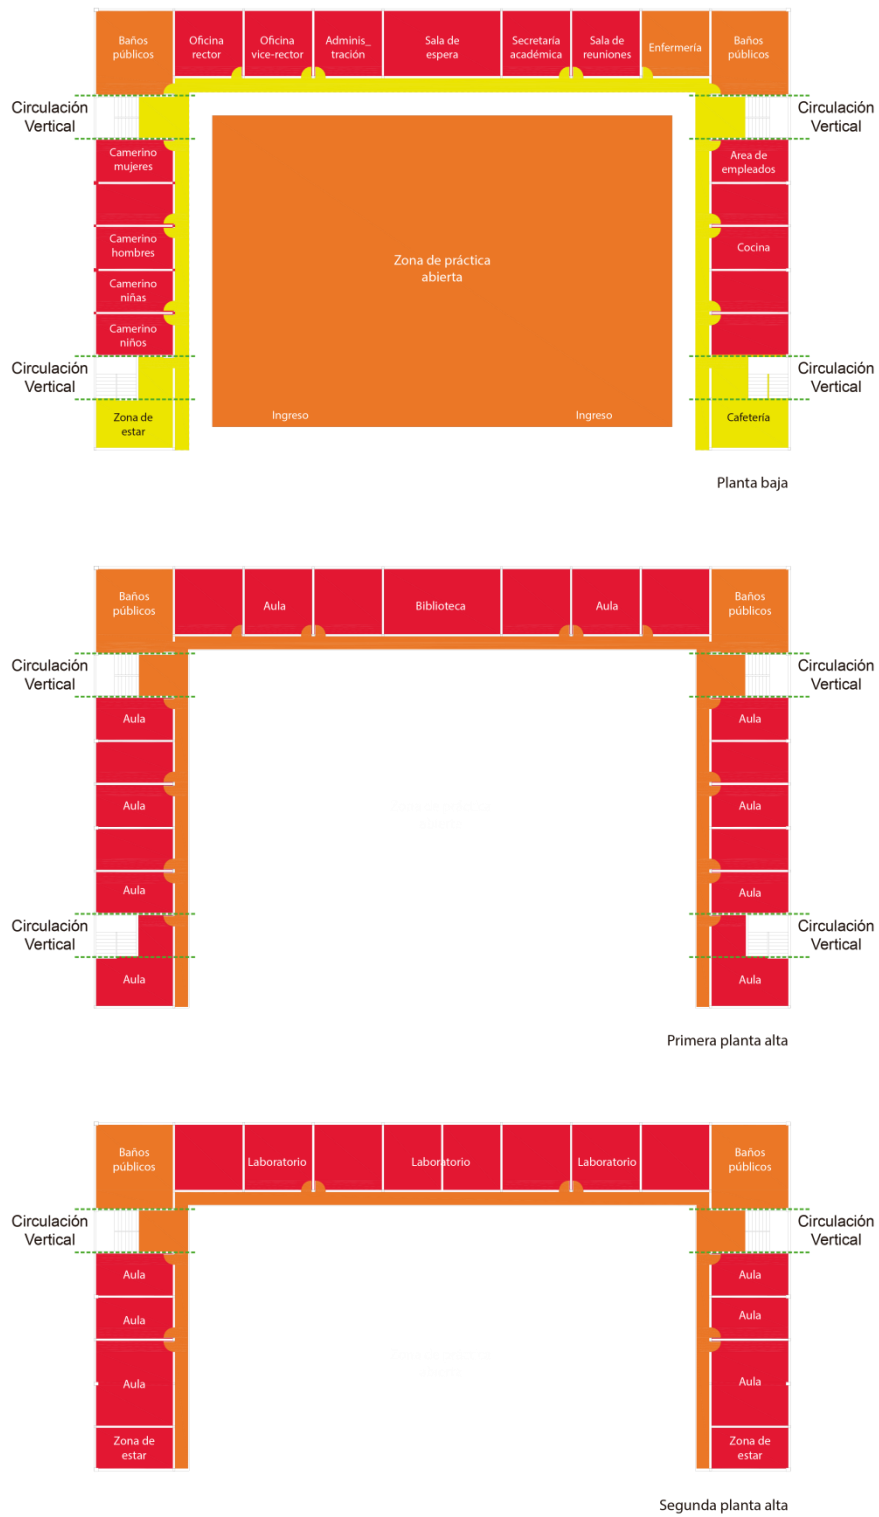 Baños
públicos
Oficina
rector
Oficina
vice-rector
Adminis_
tración
Sala de
espera
Secretaría
académica
Sala de
reuniones
Enfermería
Baños
públicos
Circulación
Vertical
Circulación
Vertical
Camerino
mujeres
Area de
empleados
Camerino
hombres
Cocina
Zona de práctica
abierta
Camerino
niñas
Camerino
niños
Circulación
Vertical
Circulación
Vertical
Zona de
estar
Ingreso
Ingreso
Cafetería
Planta baja
Baños
públicos
Aula
Biblioteca
Aula
Baños
públicos
Circulación
Vertical
Circulación
Vertical
Aula
Aula
Aula
Aula
Aula
Aula
Circulación
Vertical
Circulación
Vertical
Aula
Aula
Primera planta alta
Baños
públicos
Laboratorio
Laboratorio
Laboratorio
Baños
públicos
Circulación
Vertical
Circulación
Vertical
Aula
Aula
Aula
Aula
Aula
Aula
Zona de
estar
Zona de
estar
Segunda planta alta